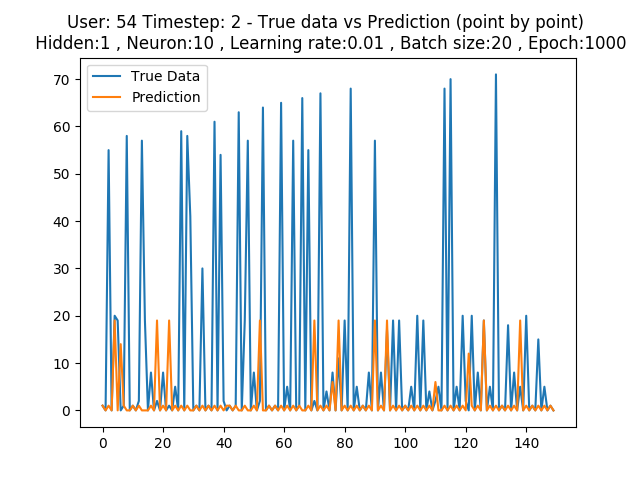 User: 54 Timestep: 2 - True data vs Prediction (point by point)
Hidden:1 , Neuron:10 , Learning rate:0.01 , Batch size:20 , Epoch:1000
True Data
Prediction
70
60
50
40
30
20
10
0
0 20 40 60 80 100 120 140